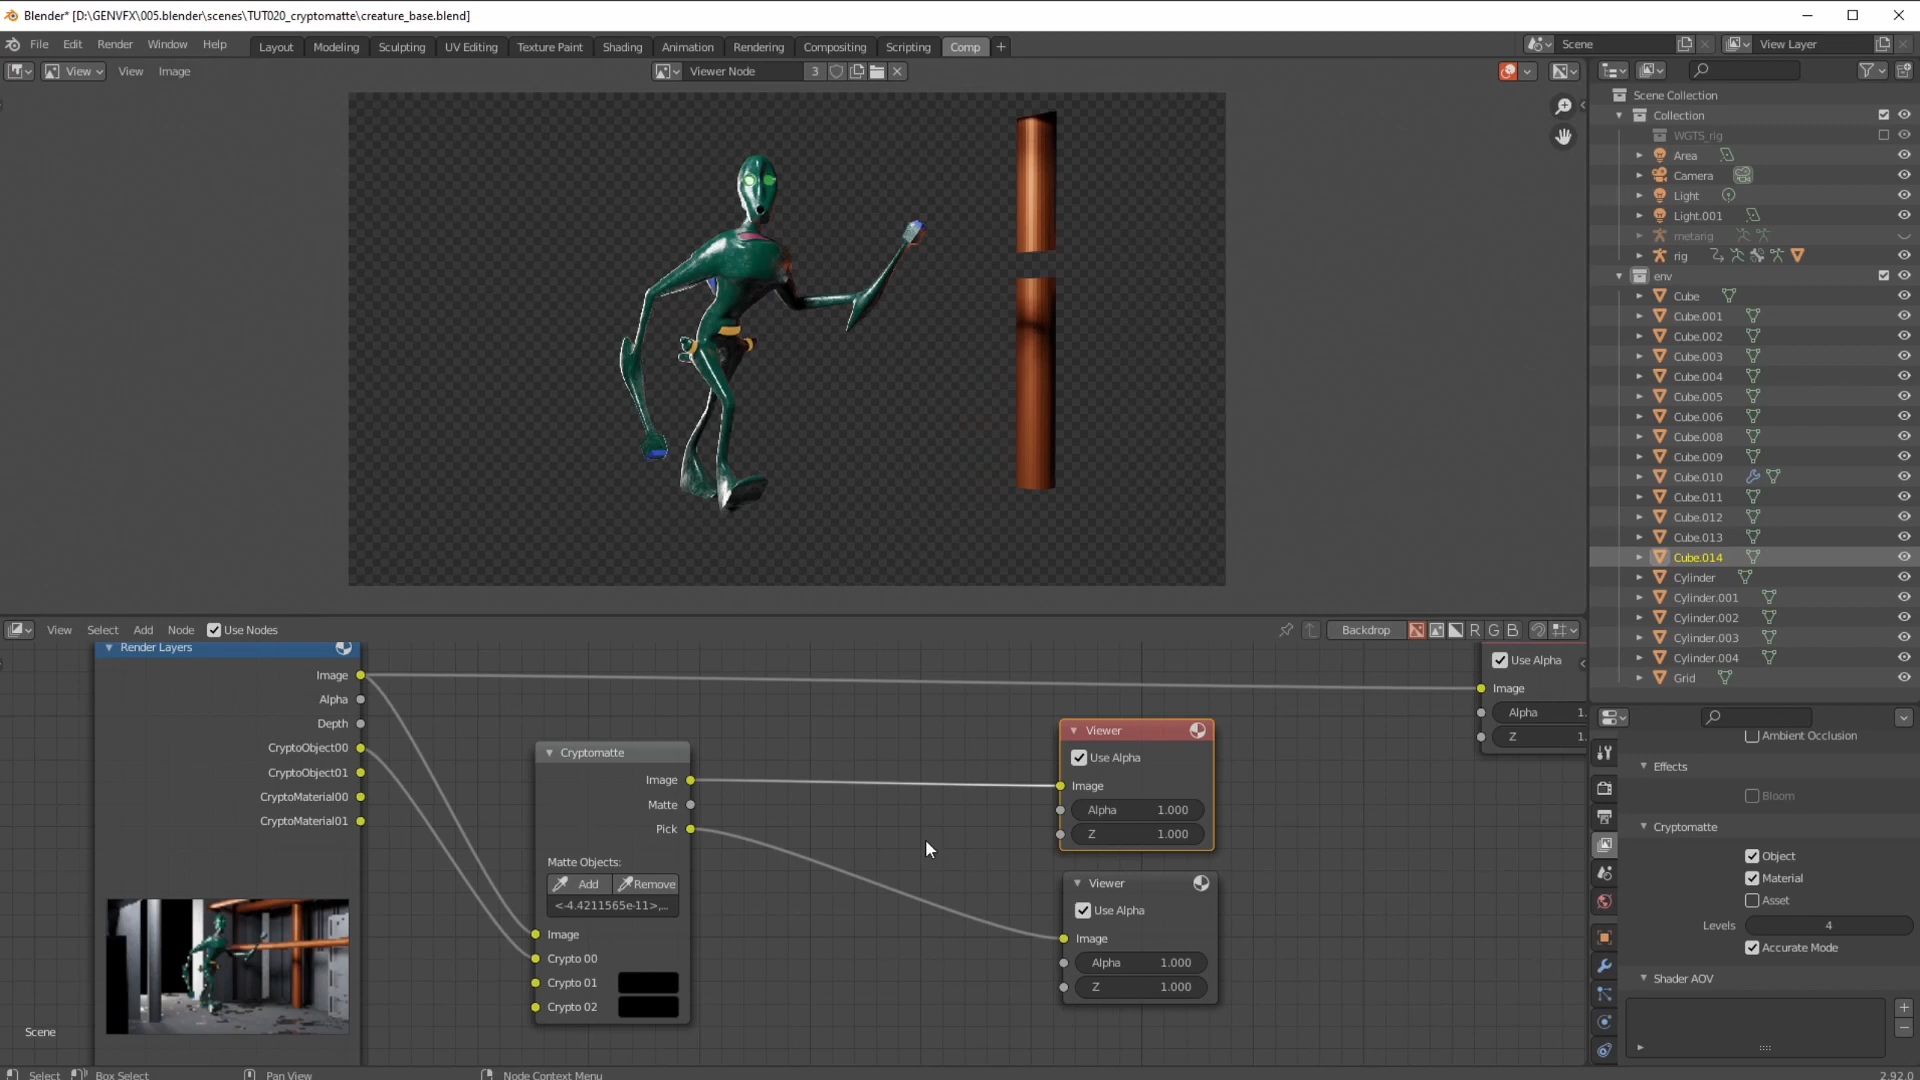 Blender* [D:\GENVFX\005.blender\scenes\TUT020_cryptomatte\creature_base.blend]
File Edit Render Window Help Layout Modeling Sculpting UV Editing Texture Paint Shading Animation Rendering Compositing Scripting Comp + Scene View Layer
View View Image Viewer Node 3
Scene Collection
Collection
WGTS_rig
Area
Camera
Light
Light.001
metarig
rig
env
Cube
Cube.001
Cube.002
Cube.003
Cube.004
Cube.005
Cube.006
Cube.008
Cube.009
Cube.010
Cube.011
Cube.012
Cube.013
Cube.014
Cylinder
Cylinder.001
Cylinder.002
Cylinder.003
Cylinder.004
Grid
View Select Add Node Use Nodes Backdrop R G B
Render Layers
Image
Alpha
Depth
CryptoObject00
CryptoObject01
CryptoMaterial00
CryptoMaterial01
Scene
Cryptomatte
Image
Matte
Pick
Matte Objects:
Add Remove
<-4.4211565e-11>,...
Image
Crypto 00
Crypto 01
Crypto 02
Viewer
Use Alpha
Image
Alpha 1.000
Z 1.000
Viewer
Use Alpha
Image
Alpha 1.000
Z 1.000
Use Alpha
Image
Alpha 1.
Z 1.
Ambient Occlusion
Effects
Bloom
Cryptomatte
Object
Material
Asset
Levels 4
Accurate Mode
Shader AOV
Select Box Select Pan View Node Context Menu 2.92.0